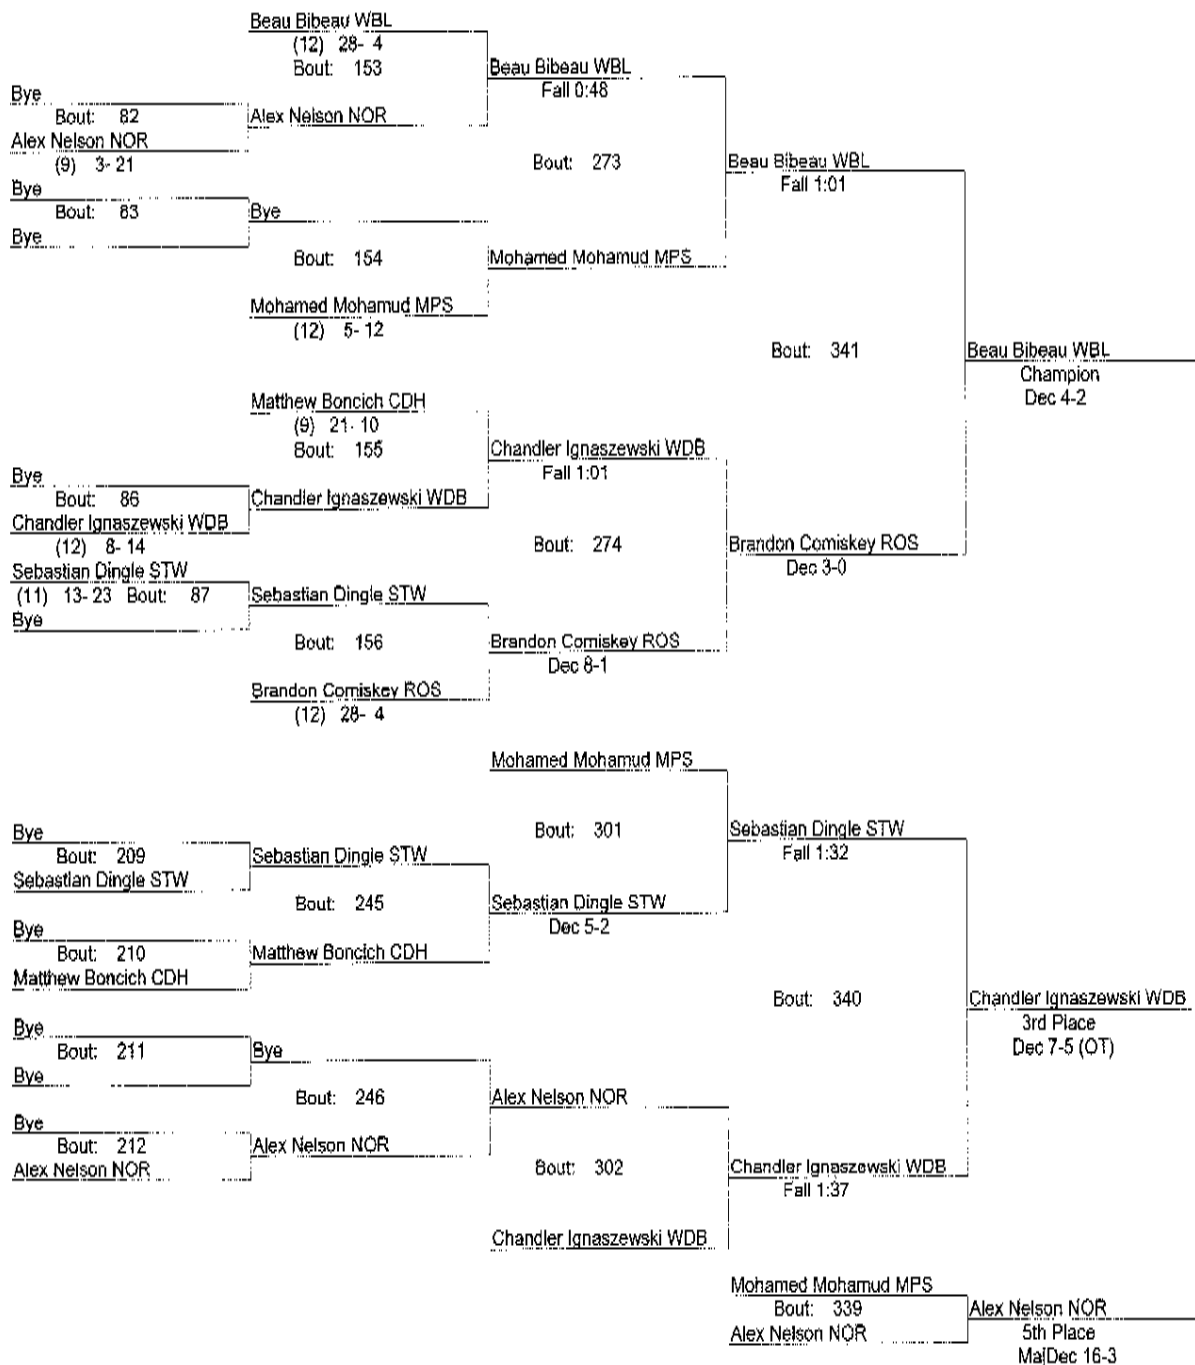 Beau Bibeau WBL
(12) 28- 4
Bout: 153
Beau Bibeau WBL
Fall 0:48
Bye
Bout: 82
Alex Nelson NOR
Alex Nelson NOR
(9) 3- 21
Bout: 273
Beau Bibeau WBL
Fall 1:01
Bye
Bout: 83
Bye
Bye
Bout: 154
Mohamed Mohamud MPS
Mohamed Mohamud MPS
(12) 5- 12
Bout: 341
Beau Bibeau WBL
Champion
Dec 4-2
Matthew Boncich CDH
(9) 21- 10
Bout: 155
Chandler Ignaszewski WDB
Fall 1:01
Bye
Bout: 86
Chandler Ignaszewski WDB
Chandler Ignaszewski WDB
(12) 8- 14
Bout: 274
Brandon Comiskey ROS
Dec 3-0
Sebastian Dingle STW
(11) 13- 23 Bout: 87
Sebastian Dingle STW
Bye
Bout: 156
Brandon Comiskey ROS
Dec 8-1
Brandon Comiskey ROS
(12) 28- 4
Mohamed Mohamud MPS
Bout: 301
Sebastian Dingle STW
Fall 1:32
Bye
Bout: 209
Sebastian Dingle STW
Sebastian Dingle STW
Bout: 245
Sebastian Dingle STW
Dec 5-2
Bye
Bout: 210
Matthew Boncich CDH
Matthew Boncich CDH
Bout: 340
Chandler Ignaszewski WDB
3rd Place
Dec 7-5 (OT)
Bye
Bout: 211
Bye
Bye
Bout: 246
Alex Nelson NOR
Bye
Bout: 212
Alex Nelson NOR
Alex Nelson NOR
Bout: 302
Chandler Ignaszewski WDB
Fall 1:37
Chandler Ignaszewski WDB
Mohamed Mohamud MPS
Bout: 339
Alex Nelson NOR
Alex Nelson NOR
5th Place
MajDec 16-3